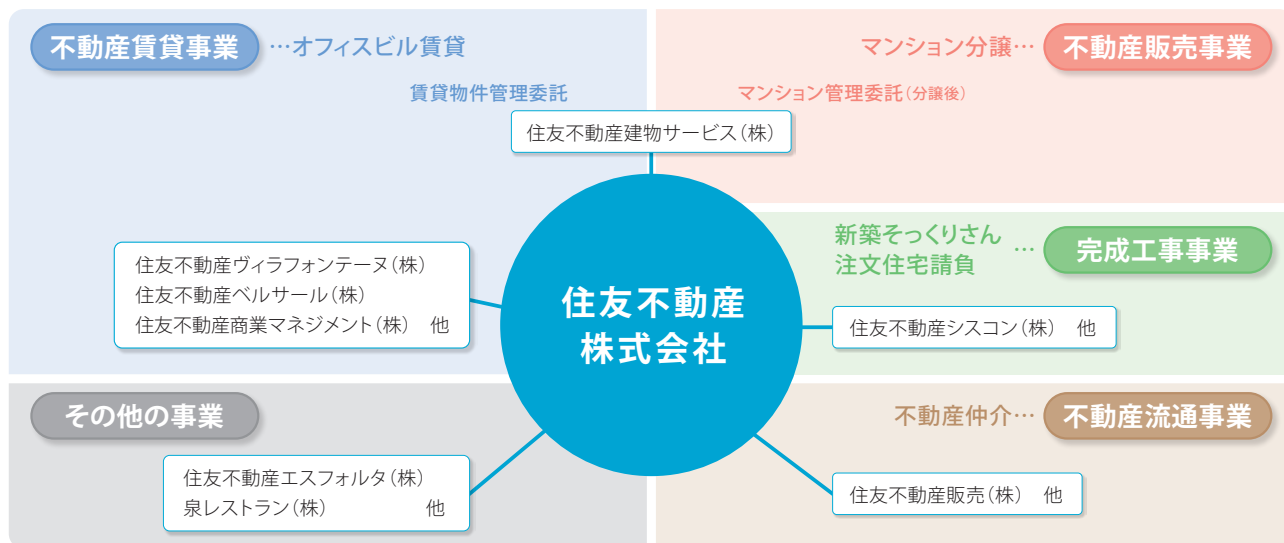 不動産賃貸事業 …オフィスビル賃貸
賃貸物件管理委託
マンション分譲… 不動産販売事業
マンション管理委託(分譲後)
住友不動産建物サービス(株)
住友不動産ヴィラフォンテーヌ(株)
住友不動産ベルサール(株)
住友不動産商業マネジメント(株) 他
住友不動産
株式会社
新築そっくりさん
注文住宅請負 … 完成工事事業
住友不動産シスコン(株) 他
その他の事業
住友不動産エスフォルタ(株)
泉レストラン(株) 他
不動産仲介… 不動産流通事業
住友不動産販売(株) 他